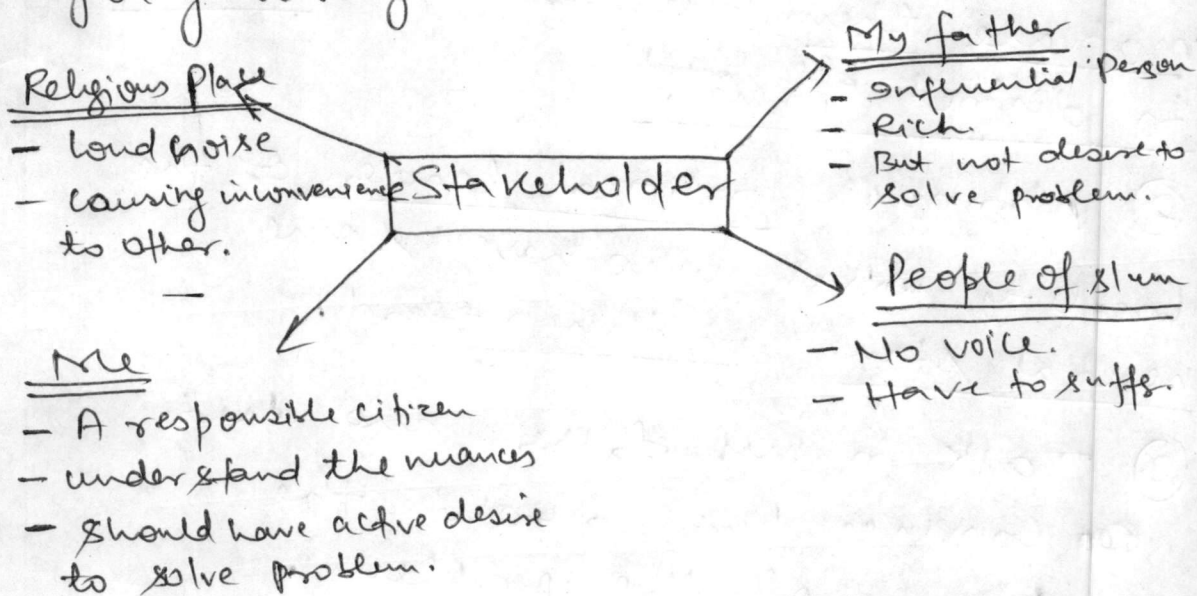 Stakeholder
Religious Place
- loud noise
- causing inconvenience
to other.
-
My father
- Influential person
- Rich
- But not desire to
solve problem.
People of slum
- No voice.
- Have to suffer.
Me
- A responsible citizen
- understand the nuances
- should have active desire
to solve problem.